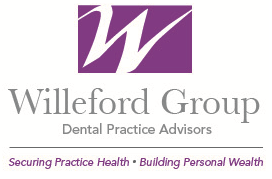 W
Willeford Group
Dental Practice Advisors
Securing Practice Health • Building Personal Wealth